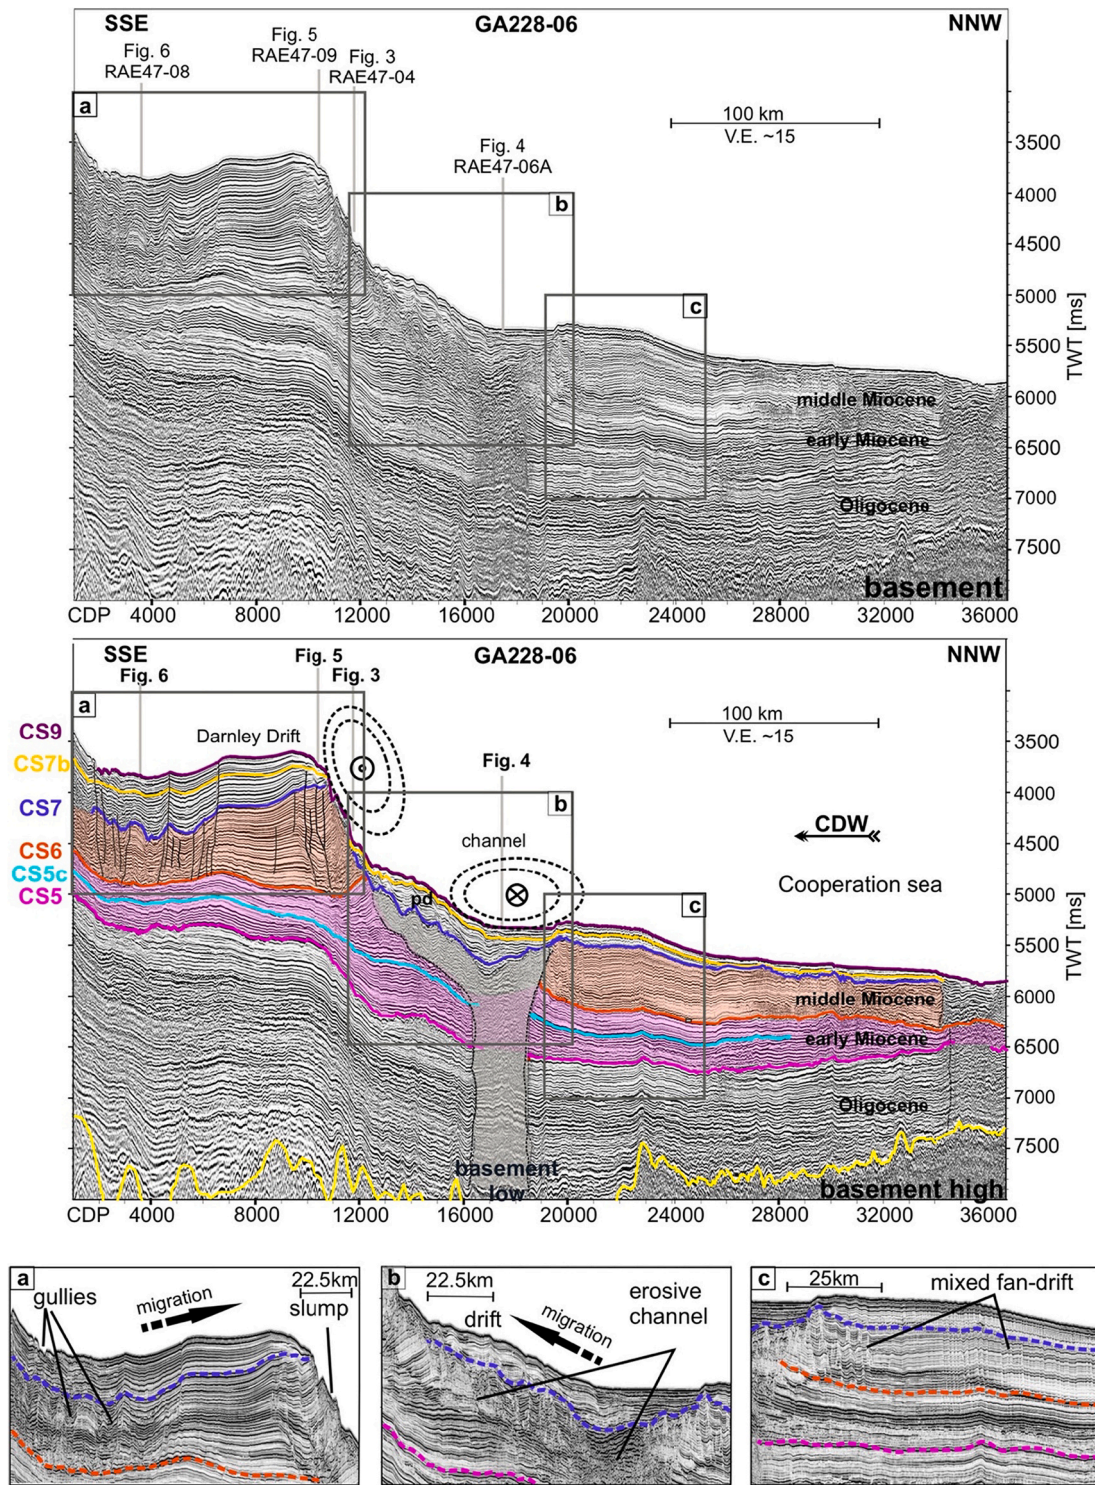 SSE GA228-06 NNW
Fig. 6
RAE47-08
Fig. 5
RAE47-09
Fig. 3
RAE47-04
a
100 km
V.E. ~15
Fig. 4
RAE47-06A
b
c
3500
4000
4500
5000
5500
6000
6500
7000
7500
TWT [ms]
middle Miocene
early Miocene
Oligocene
basement
CDP 4000 8000 12000 16000 20000 24000 28000 32000 36000
SSE GA228-06 NNW
Fig. 6
Fig. 5
Fig. 3
a
CS9
CS7b
CS7
CS6
CS5c
CS5
Darnley Drift
100 km
V.E. ~15
Fig. 4
b
channel
CDW
pd
c
Cooperation sea
3500
4000
4500
5000
5500
6000
6500
7000
7500
TWT [ms]
middle Miocene
early Miocene
Oligocene
basement
low
basement high
CDP 4000 8000 12000 16000 20000 24000 28000 32000 36000
a
gullies
migration
22.5km
slump
b
22.5km
drift
migration
erosive
channel
c
25km
mixed fan-drift